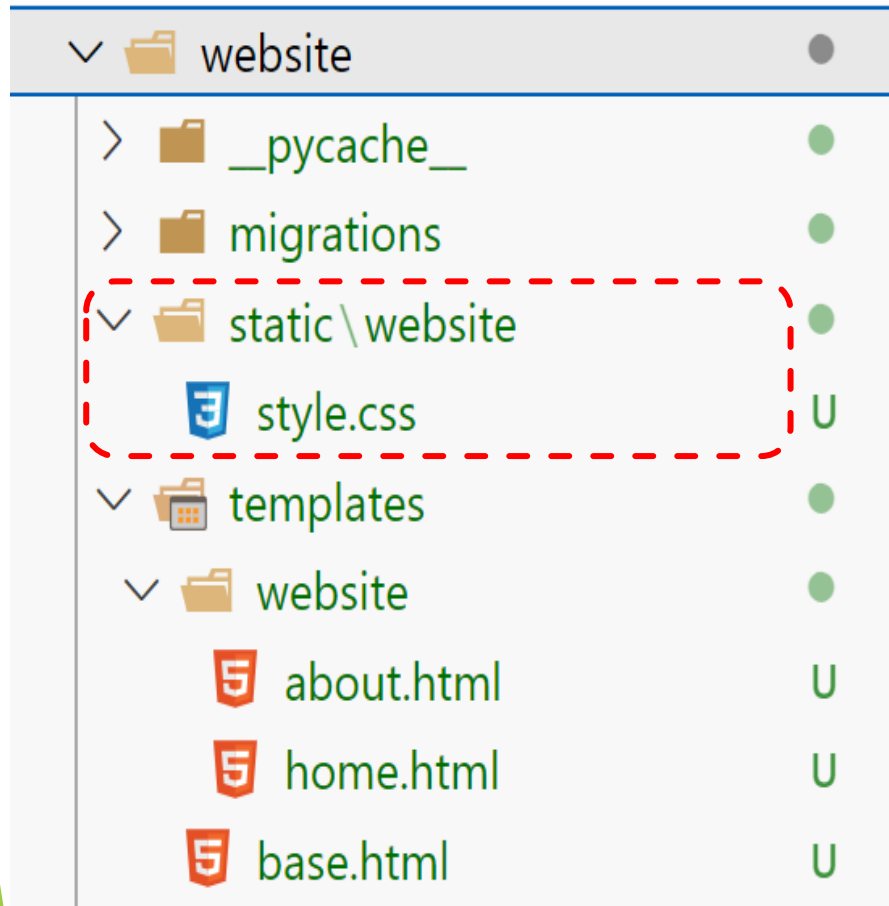 website
__pycache__
migrations
static\website
style.css U
templates
website
about.html U
home.html U
base.html U